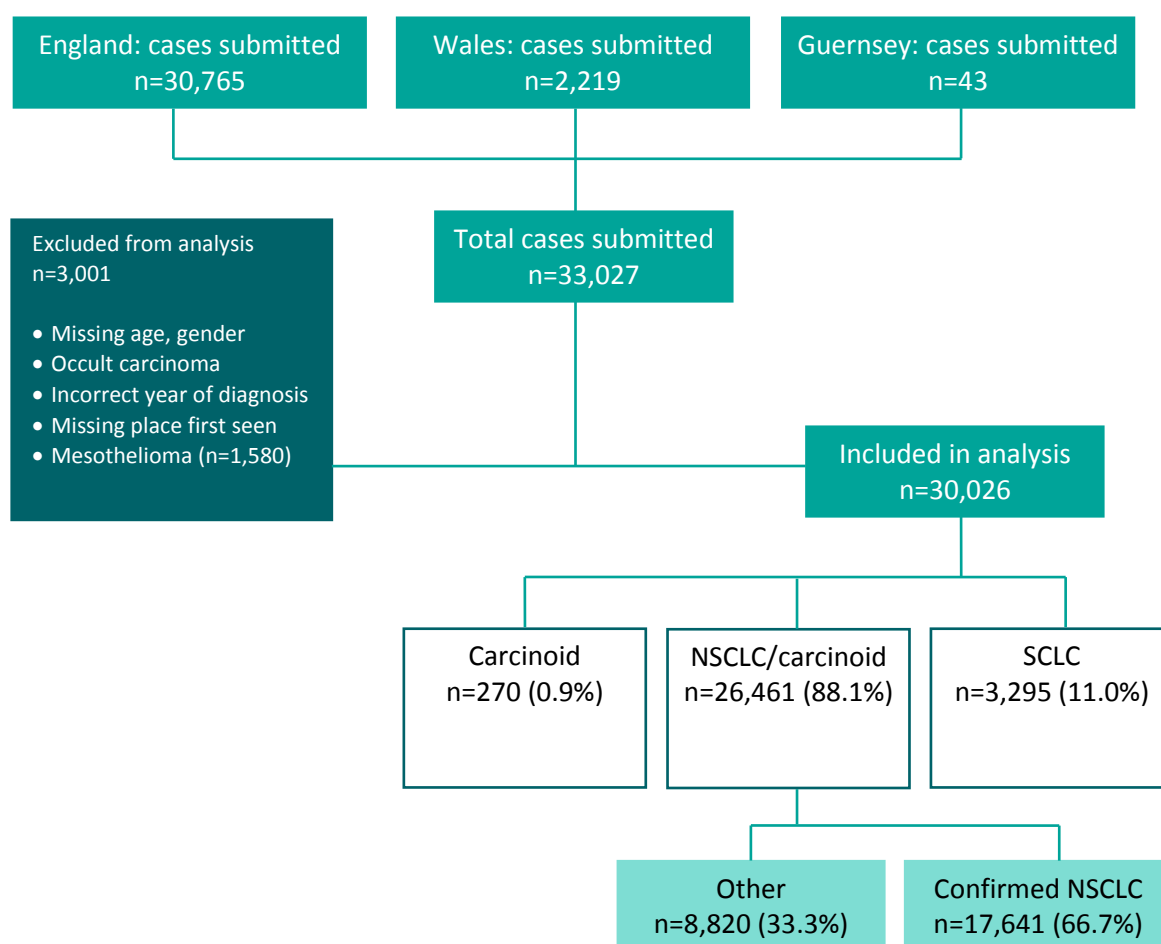 England: cases submitted
n=30,765
Wales: cases submitted
n=2,219
Guernsey: cases submitted
n=43
Total cases submitted
n=33,027
Excluded from analysis
n=3,001
• Missing age, gender
• Occult carcinoma
• Incorrect year of diagnosis
• Missing place first seen
• Mesothelioma (n=1,580)
Included in analysis
n=30,026
Carcinoid
n=270 (0.9%)
NSCLC/carcinoid
n=26,461 (88.1%)
SCLC
n=3,295 (11.0%)
Other
n=8,820 (33.3%)
Confirmed NSCLC
n=17,641 (66.7%)